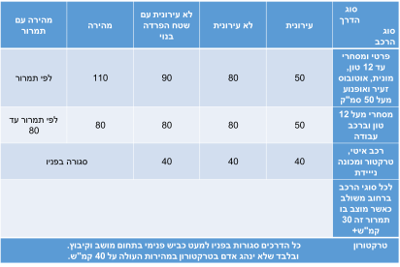 סוג הדרך
סוג הרכב
עירונית
לא עירונית
לא עירונית עם שטח הפרדה בנוי
מהירה
מהירה עם תמרור
פרטי ומסחרי
עד 12 טון,
מונית, אוטובוס
זעיר ואופנוע
מעל 50 סמ"ק
50
80
90
110
לפי תמרור
מסחרי מעל 12
טון וברכב
עבודה
50
80
80
80
לפי תמרור עד
80
רכב איטי,
טרקטור ומכונה
ניידת
40
40
40
סגורה בפניו
לכל סוגי הרכב
ברחוב משולב
כאשר מוצב בו
תמרור זה 30
קמ"ש+
טרקטורון
כל הדרכים סגורות בפניו למעט כביש פנימי בתחום מושב וקיבוץ.
ובלבד שלא ינהג אדם בטרקטורון במהירות העולה על 40 קמ"ש.